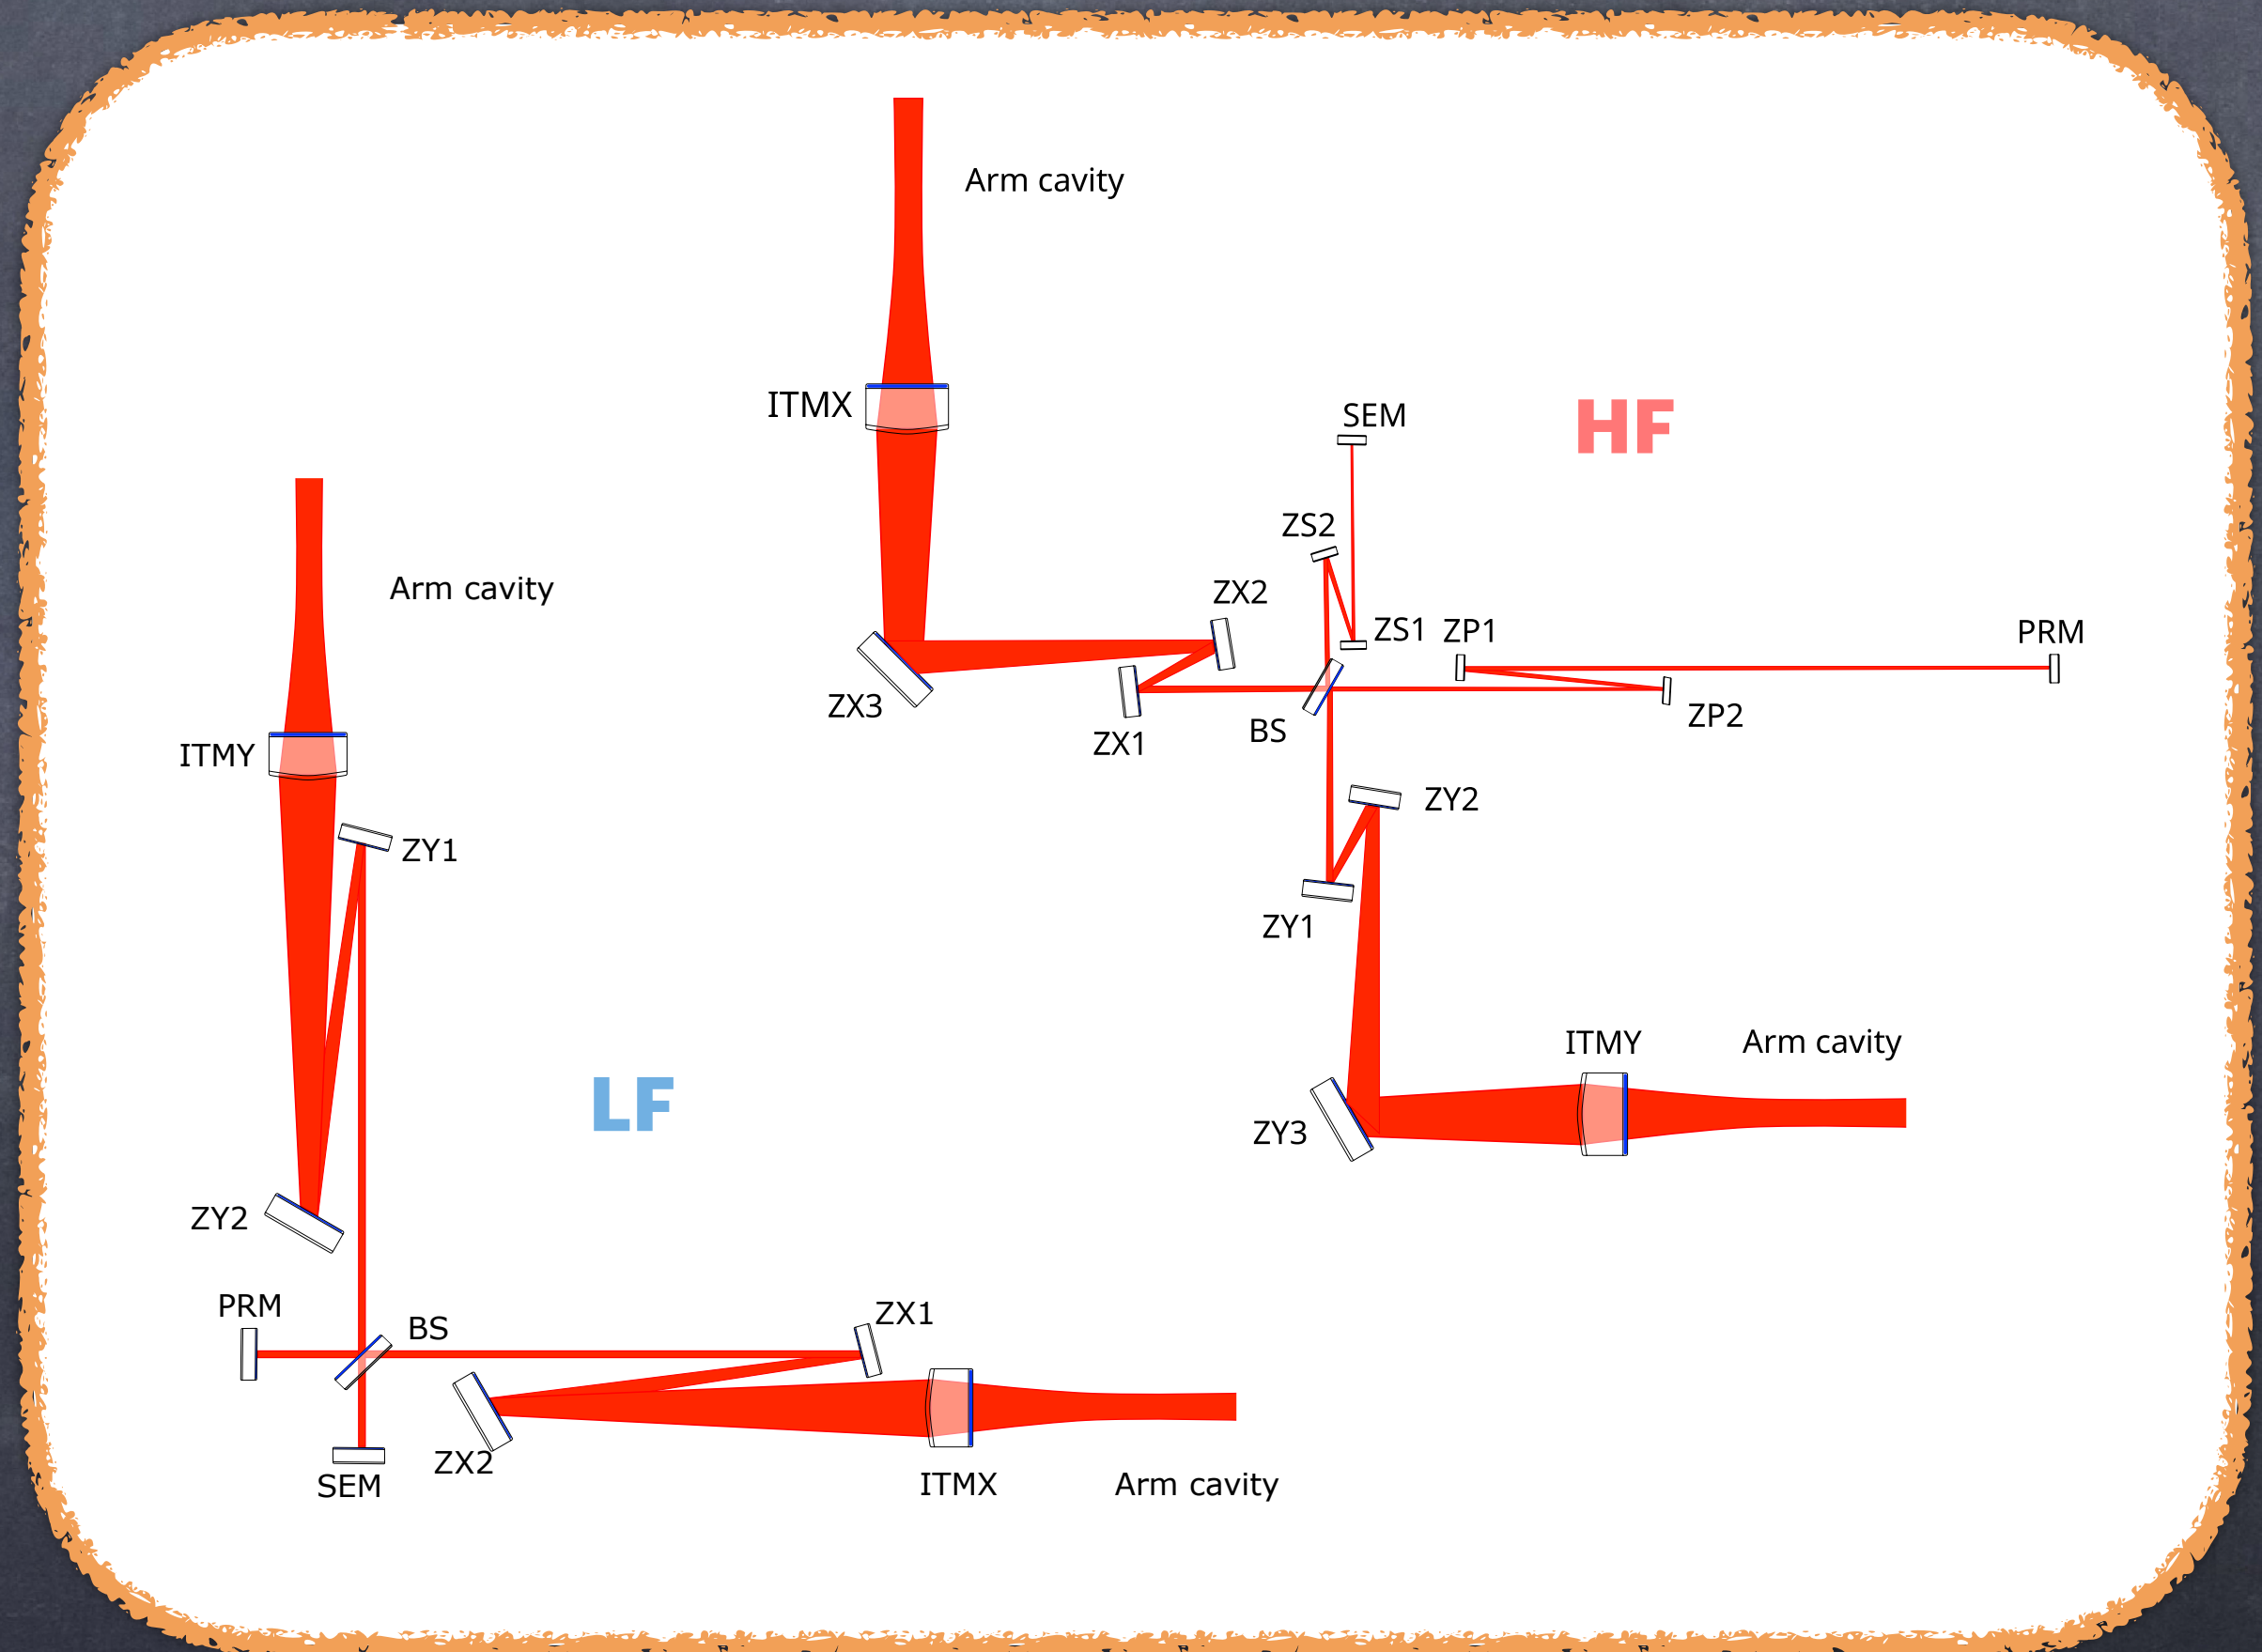 Arm cavity
ITMX
SEM
HF
ZS2
Arm cavity
ZX2
ZS1
ZP1
PRM
ZX3
ZX1
BS
ZP2
ITMY
ZY2
ZY1
ZY1
ITMY
Arm cavity
LF
ZY3
ZY2
PRM
BS
ZX1
SEM
ZX2
ITMX
Arm cavity